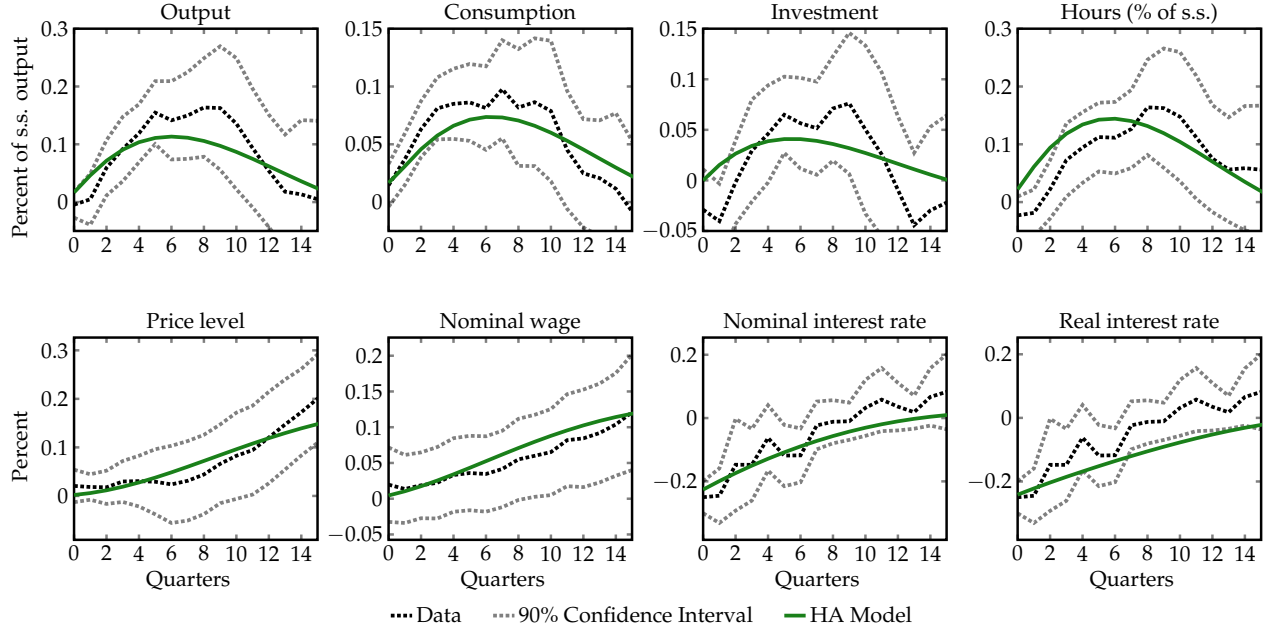 Output
Consumption
Investment
Hours (% of s.s.)
Percent of s.s. output
0.3
0.2
0.1
0
0 2 4 6 8 10 12 14
0.15
0.1
0.05
0
0 2 4 6 8 10 12 14
0.15
0.1
0.05
0
−0.05
0 2 4 6 8 10 12 14
0.3
0.2
0.1
0
0 2 4 6 8 10 12 14
Price level
Nominal wage
Nominal interest rate
Real interest rate
Percent
0.3
0.2
0.1
0
0 2 4 6 8 10 12 14
Quarters
0.2
0.15
0.1
0.05
0
−0.05
0 2 4 6 8 10 12 14
Quarters
0.2
0
−0.2
0 2 4 6 8 10 12 14
Quarters
0.2
0
−0.2
0 2 4 6 8 10 12 14
Quarters
Data 90% Confidence Interval HA Model